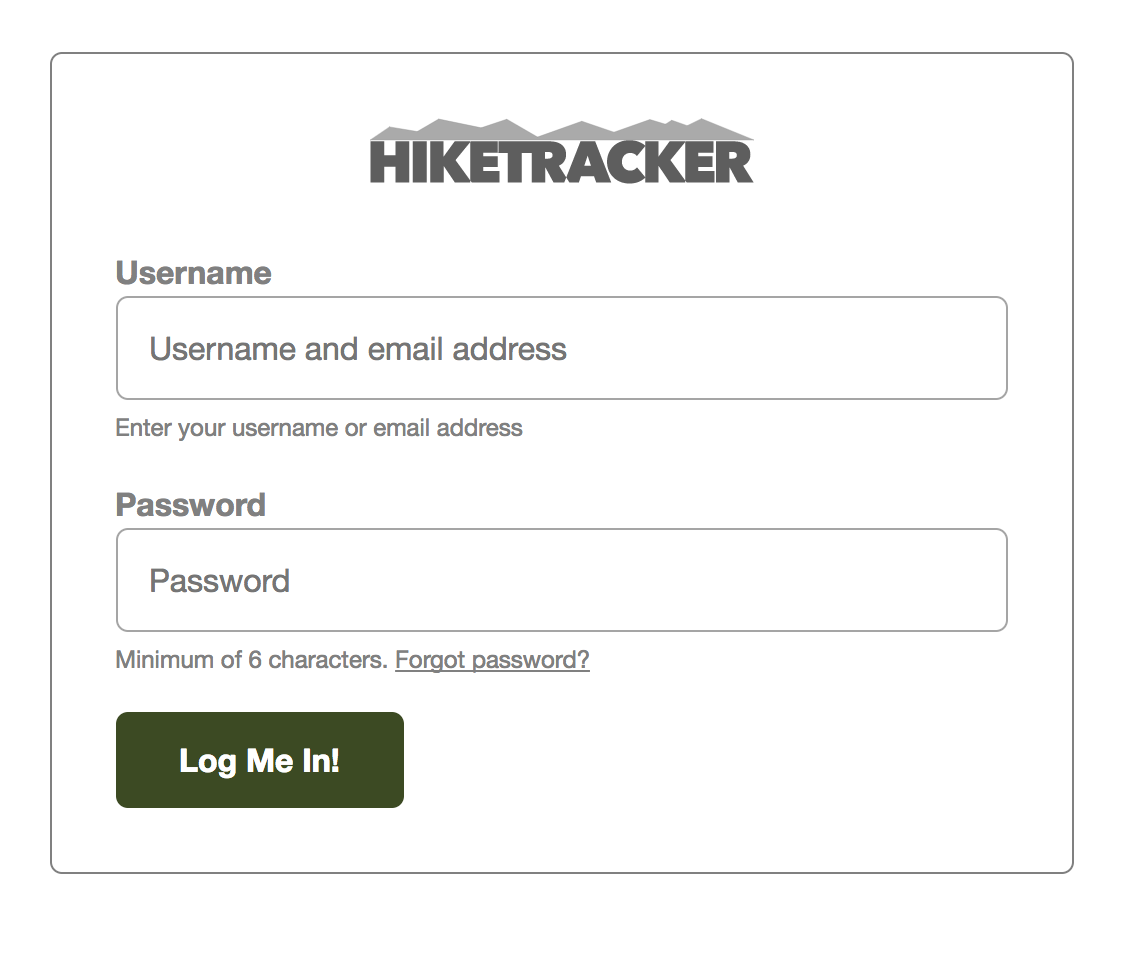 HIKETRACKER
Username
Username and email address
Enter your username or email address
Password
Password
Minimum of 6 characters. Forgot password?
Log Me In!